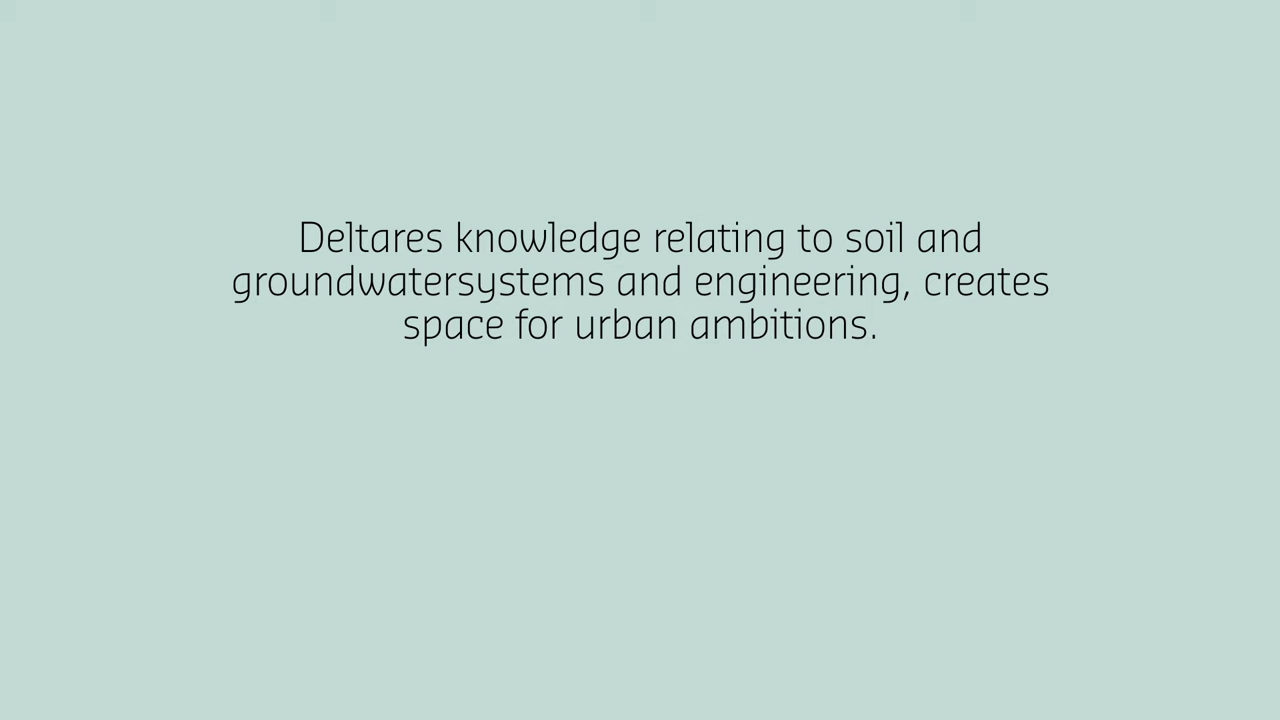 Deltares knowledge relating to soil and
groundwatersystems and engineering, creates
space for urban ambitions.